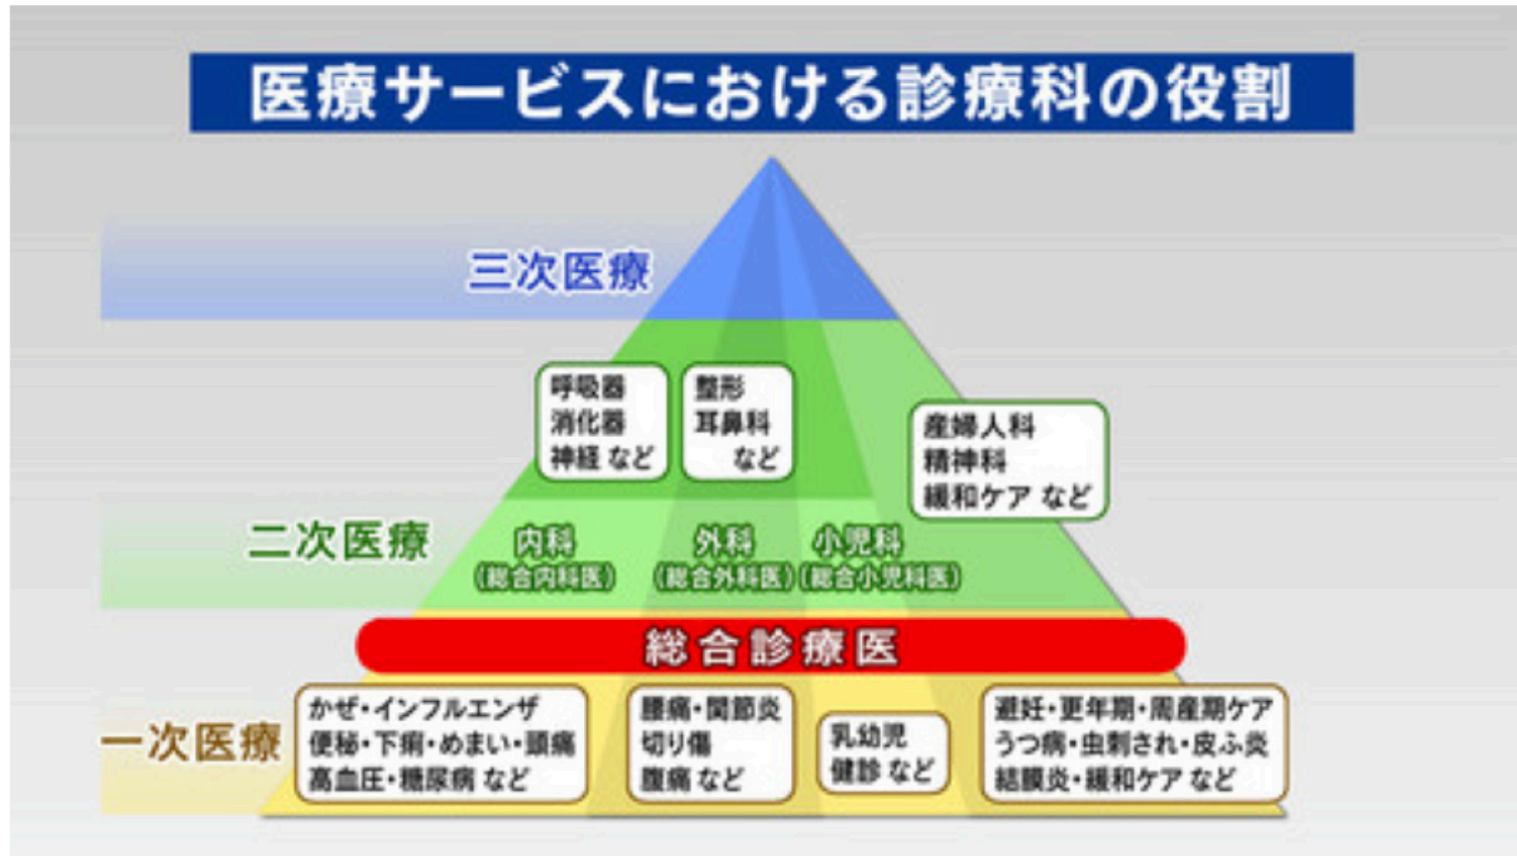 医療サービスにおける診療科の役割
三次医療
呼吸器
消化器
神経 など
整形
耳鼻科
など
産婦人科
精神科
緩和ケア など
二次医療
内科
(総合内科医)
外科
(総合外科医)
小児科
(総合小児科医)
総合診療医
一次医療
かぜ・インフルエンザ
便秘・下痢・めまい・頭痛
高血圧・糖尿病 など
腰痛・関節炎
切り傷
腹痛 など
乳幼児
健診 など
避妊・更年期・周産期ケア
うつ病・虫刺され・皮ふ炎
結膜炎・緩和ケア など